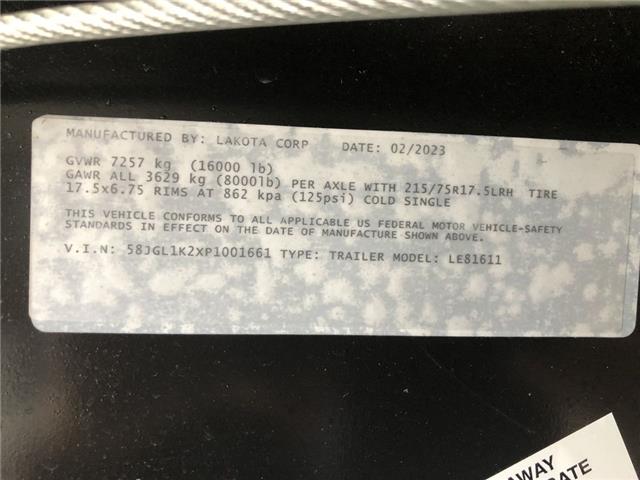 MANUFACTURED BY: LAKOTA CORP DATE: 02/2023
GVWR 7257 kg (16000 lb)
GAWR ALL 3629 kg (8000lb) PER AXLE WITH 215/75R17.5LRH TIRE
17.5x6.75 RIMS AT 862 kpa (125psi) COLD SINGLE
THIS VEHICLE CONFORMS TO ALL APPLICABLE US FEDERAL MOTOR VEHICLE-SAFETY
STANDARDS IN EFFECT ON THE DATE OF MANUFACTURE SHOWN ABOVE.
V.I.N: 58JGL1K2XP1001661 TYPE: TRAILER MODEL: LE81611
AWAY